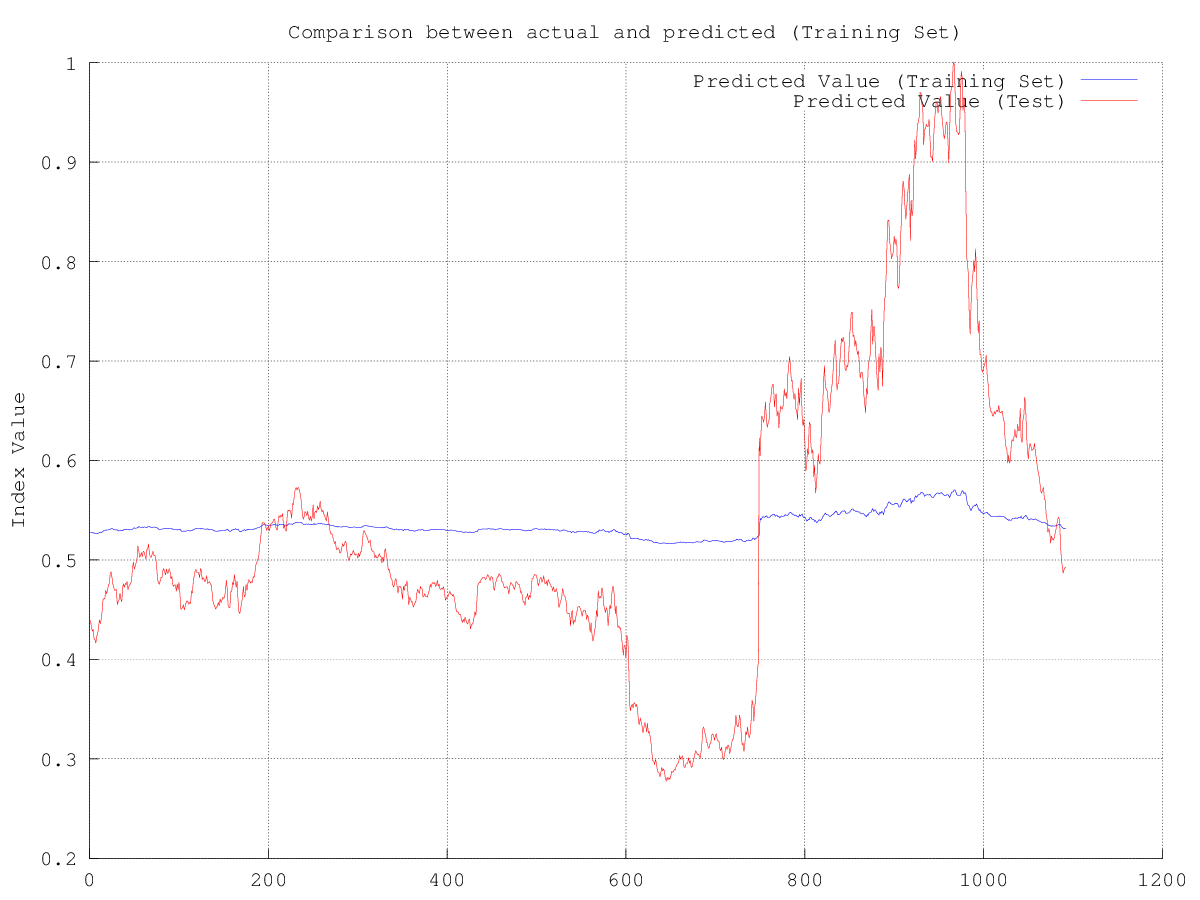 Comparison between actual and predicted (Training Set)
Predicted Value (Training Set)
Predicted Value (Test)
Index Value
1
0.9
0.8
0.7
0.6
0.5
0.4
0.3
0.2
0 200 400 600 800 1000 1200